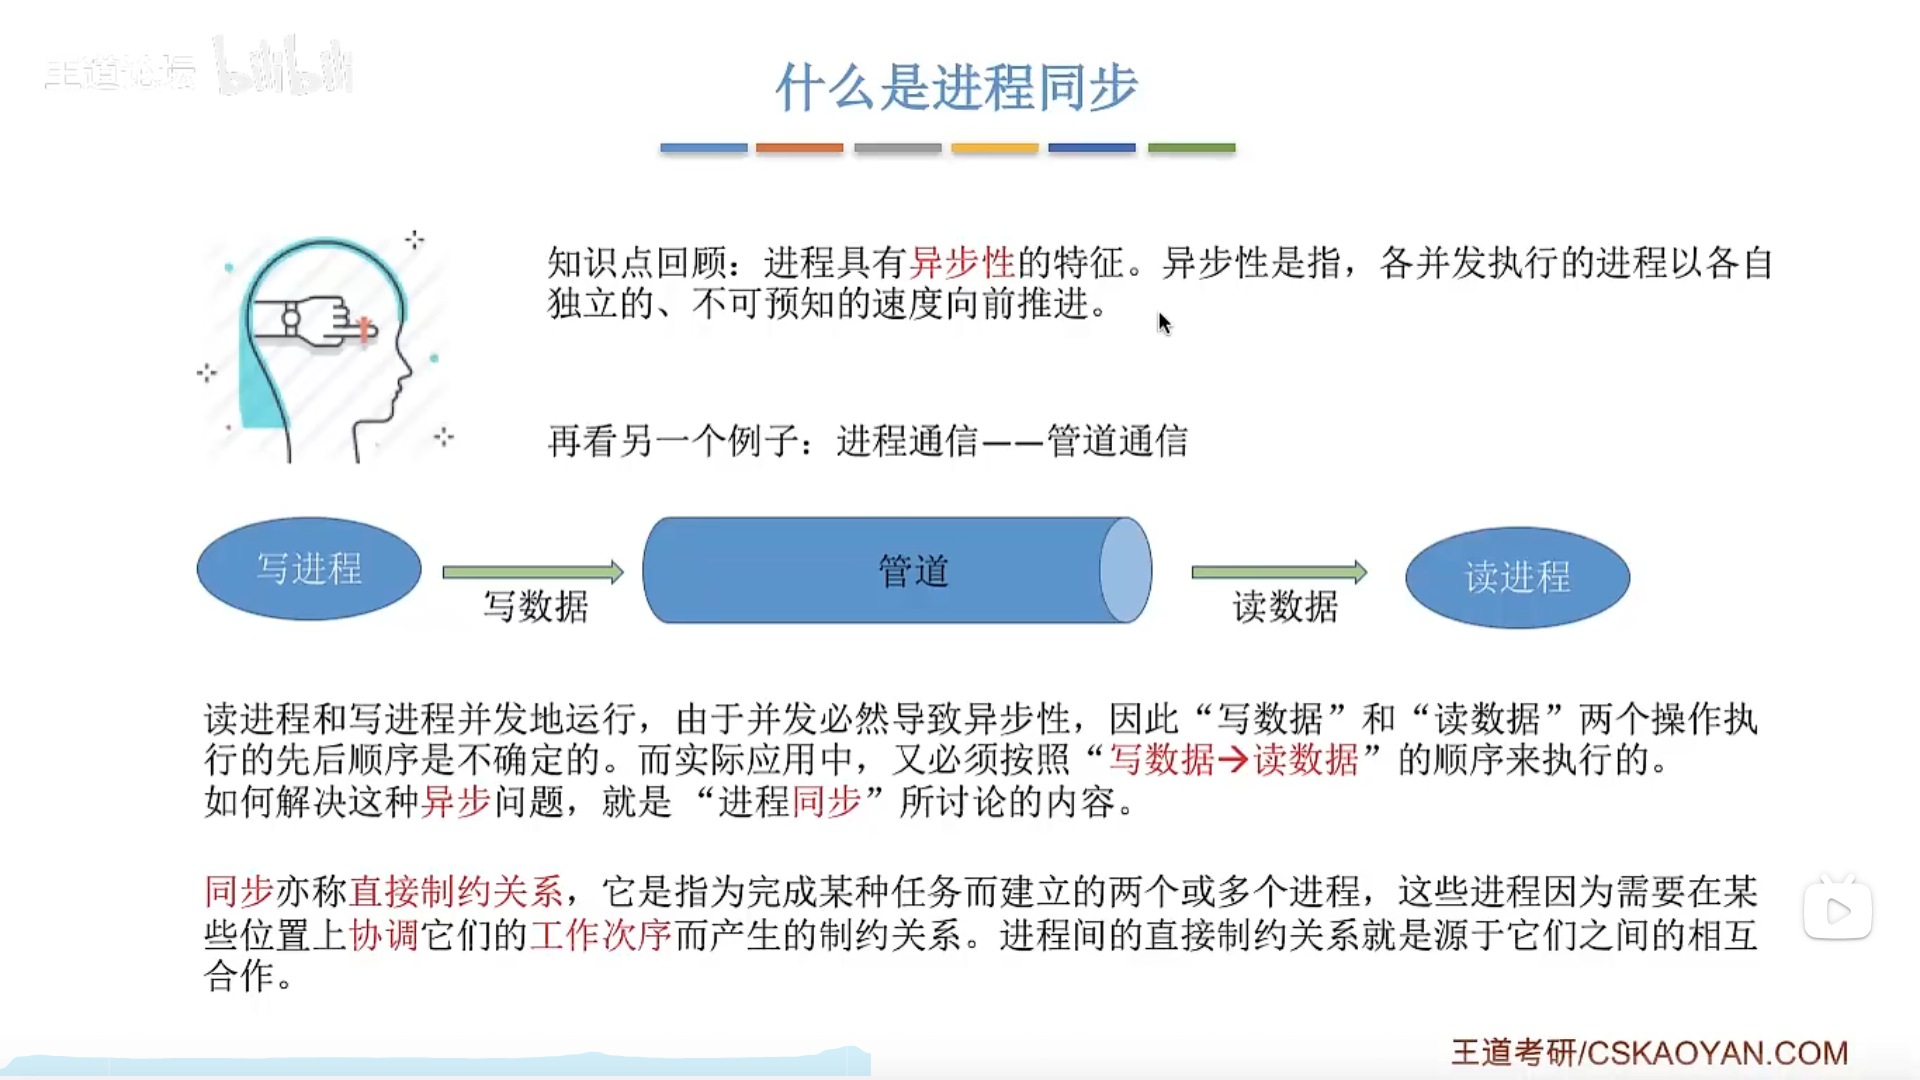 王道论坛 bilibili
什么是进程同步
知识点回顾：进程具有异步性的特征。异步性是指，各并发执行的进程以各自
独立的、不可预知的速度向前推进。
再看另一个例子：进程通信——管道通信
写进程
写数据
管道
读数据
读进程
读进程和写进程并发地运行，由于并发必然导致异步性，因此“写数据”和“读数据”两个操作执
行的先后顺序是不确定的。而实际应用中，又必须按照“写数据→读数据”的顺序来执行的。
如何解决这种异步问题，就是 “进程同步”所讨论的内容。
同步亦称直接制约关系，它是指为完成某种任务而建立的两个或多个进程，这些进程因为需要在某
些位置上协调它们的工作次序而产生的制约关系。进程间的直接制约关系就是源于它们之间的相互
合作。
王道考研/CSKAOYAN.COM